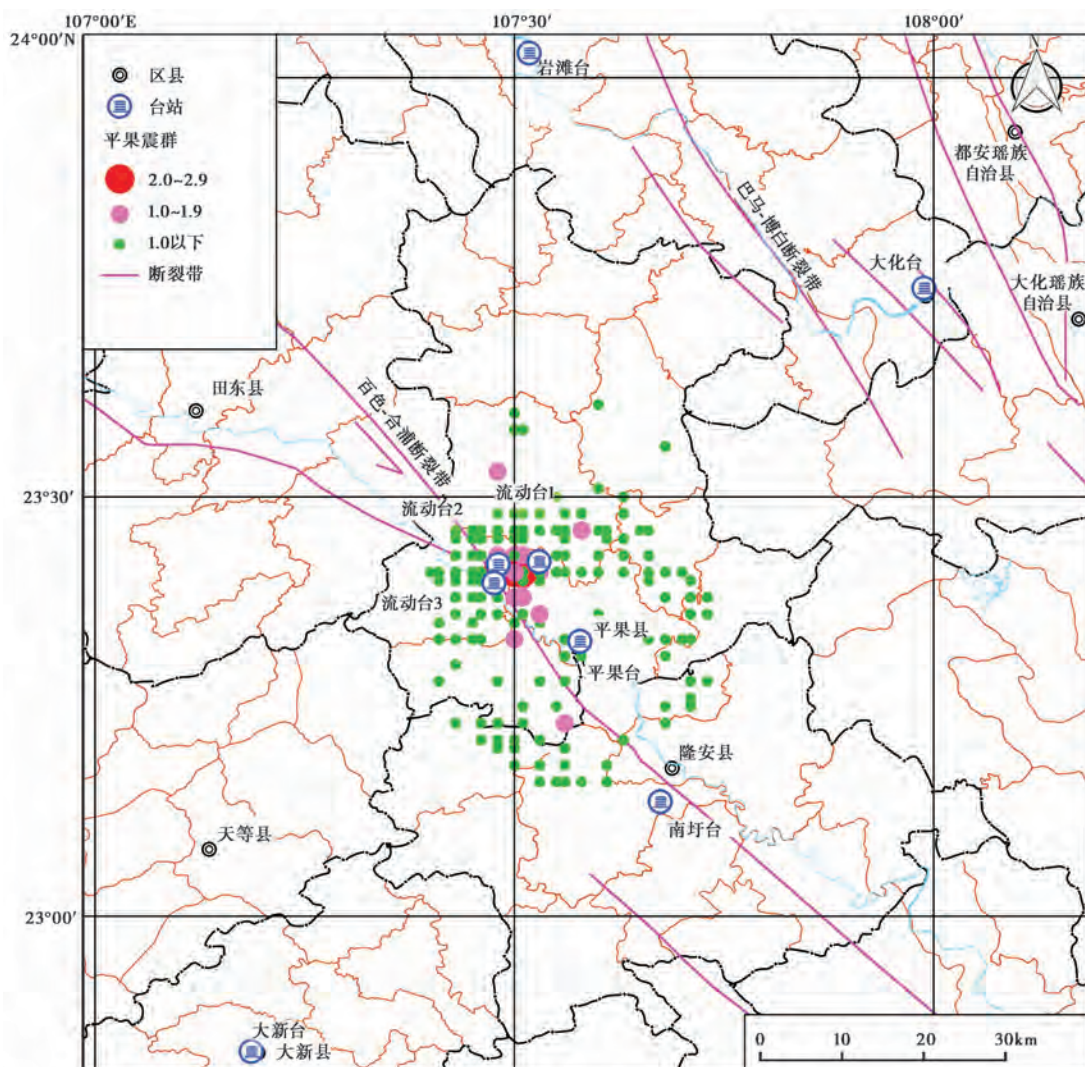 107°00′E
107°30′
108°00′
24°00′N
N
区县
台站
平果震群
2.0~2.9
1.0~1.9
1.0以下
断裂带
岩滩台
都安瑶族
自治县
巴马-博白断裂带
大化台
大化瑶族
自治县
田东县
百色-合浦断裂带
23°30′
流动台1
流动台2
流动台3
平果县
平果台
隆安县
南圩台
天等县
23°00′
大新台
大新县
0 10 20 30km